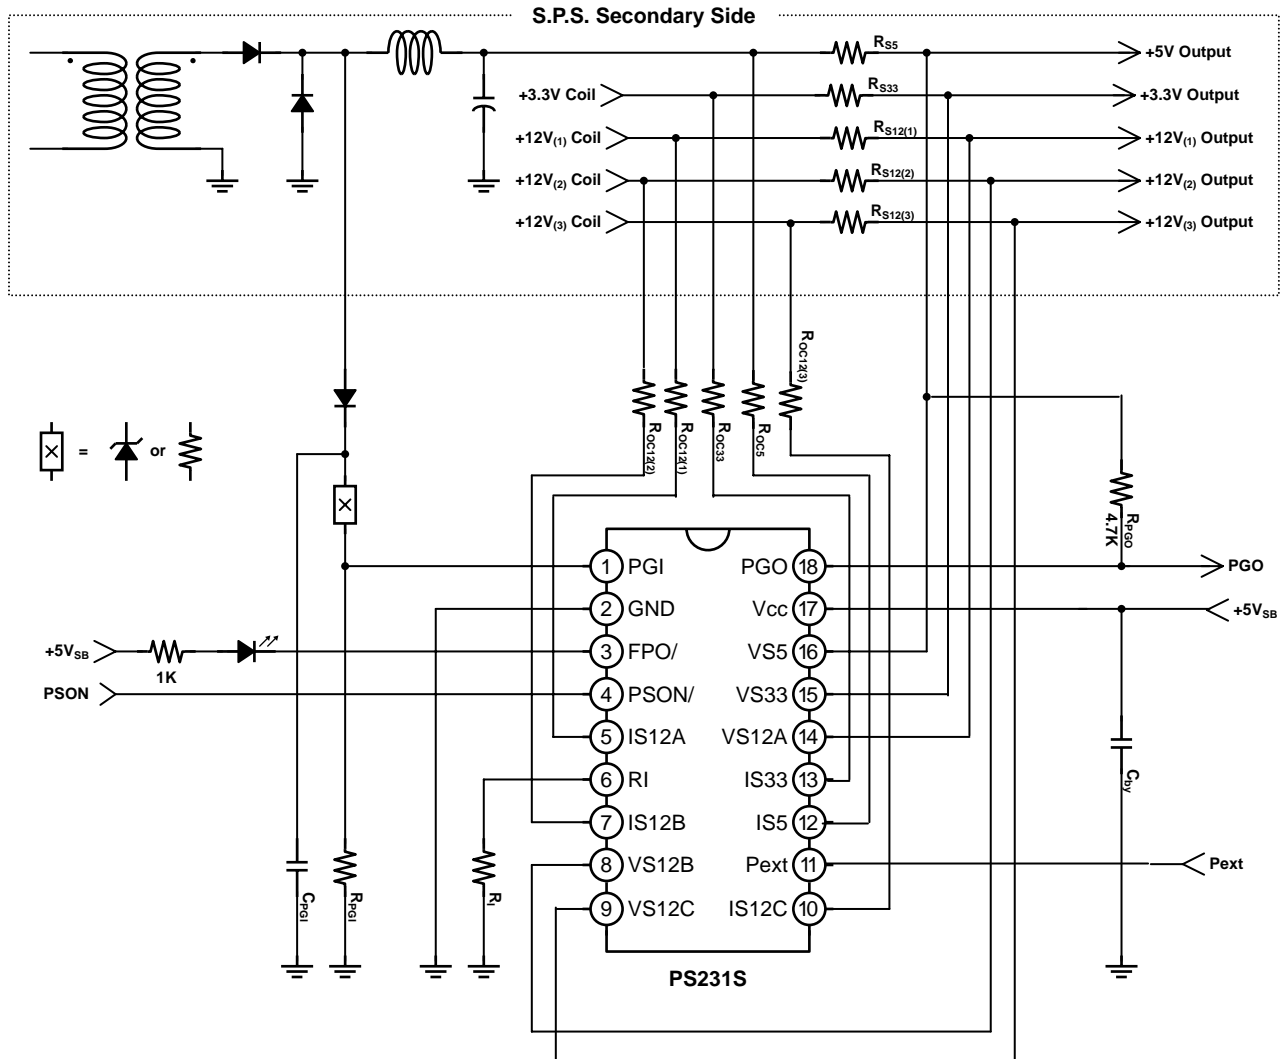 S.P.S. Secondary Side
RS5
+5V Output
+3.3V Coil
RS33
+3.3V Output
+12V(1) Coil
RS12(1)
+12V(1) Output
+12V(2) Coil
RS12(2)
+12V(2) Output
+12V(3) Coil
RS12(3)
+12V(3) Output
ROC12(3)
ROC12(2)
ROC12(1)
ROC33
ROC5
= or
RPGO
4.7K
1 PGI
PGO 18
PGO
2 GND
Vcc 17
+5VSB
+5VSB
1K
3 FPO/
VS5 16
PSON
4 PSON/
VS33 15
5 IS12A
VS12A 14
6 RI
IS33 13
Cby
7 IS12B
IS5 12
8 VS12B
Pext 11
Pext
CPGI
RPGI
RI
9 VS12C
IS12C 10
PS231S